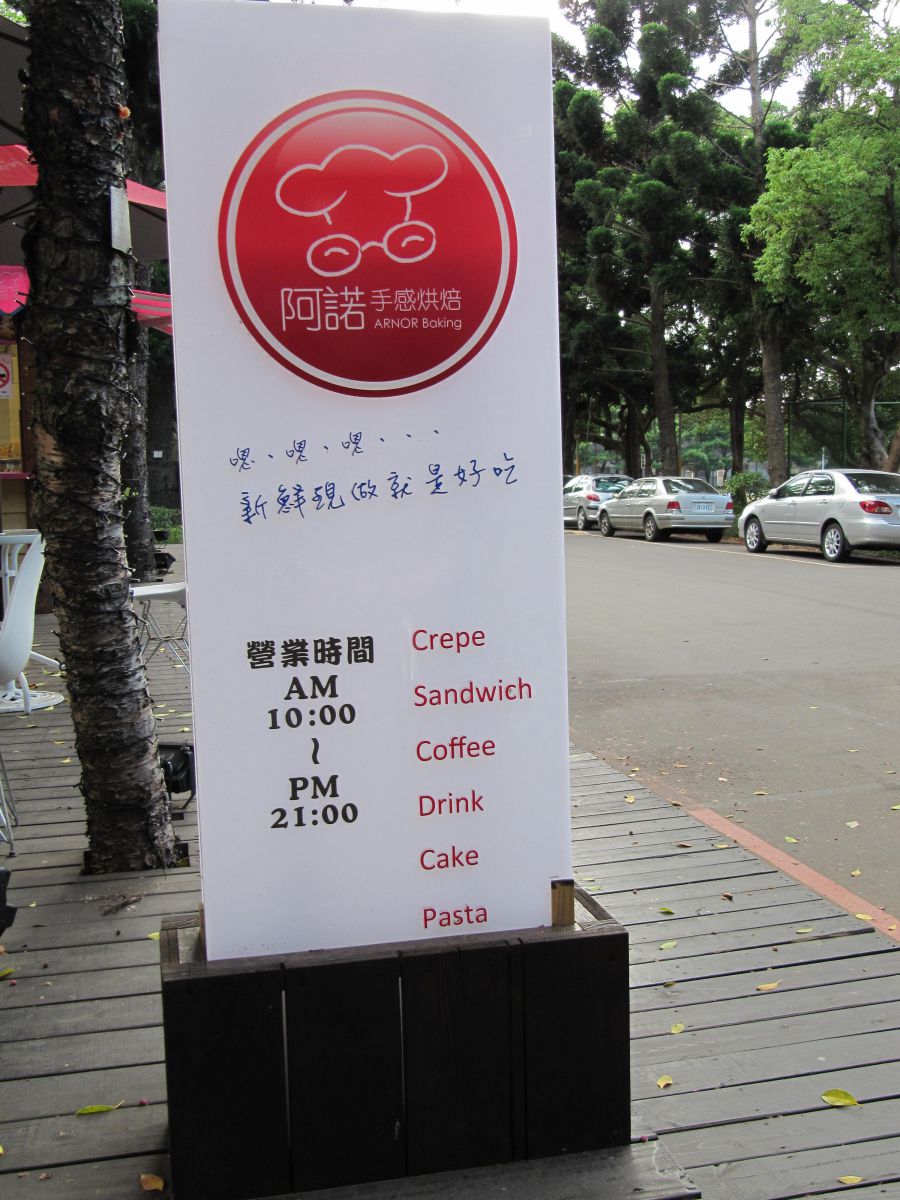 阿諾 手感烘焙
ARNOR Baking
嗯、嗯、嗯...
新鮮現做就是好吃
營業時間
AM
10:00
~
PM
21:00
Crepe
Sandwich
Coffee
Drink
Cake
Pasta